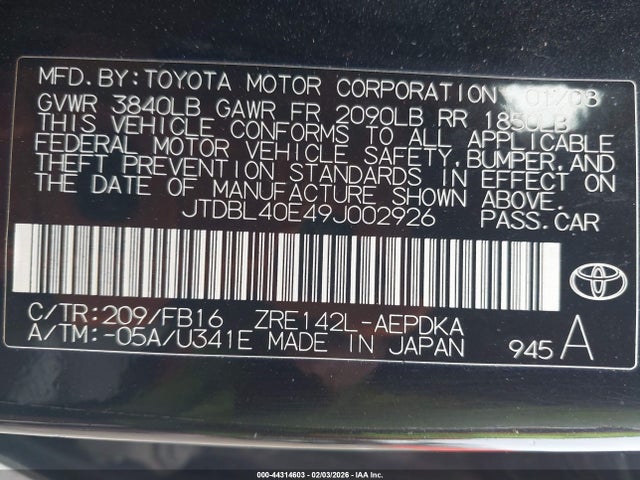 MFD.BY:TOYOTA MOTOR CORPORATION 01/08
GVWR 3840LB GAWR FR 2090LB RR 1850LB
THIS VEHICLE CONFORMS TO ALL APPLICABLE
FEDERAL MOTOR VEHICLE SAFETY,BUMPER,AND
THEFT PREVENTION STANDARDS IN EFFECT ON
THE DATE OF MANUFACTURE SHOWN ABOVE.
JTDBL40E49J002926 PASS.CAR
C/TR:209/FB16 ZRE142L-AEPDKA
A/TM:-05A/U341E MADE IN JAPAN 945 A
000-44314603 - 02/03/2026 - IAA Inc.